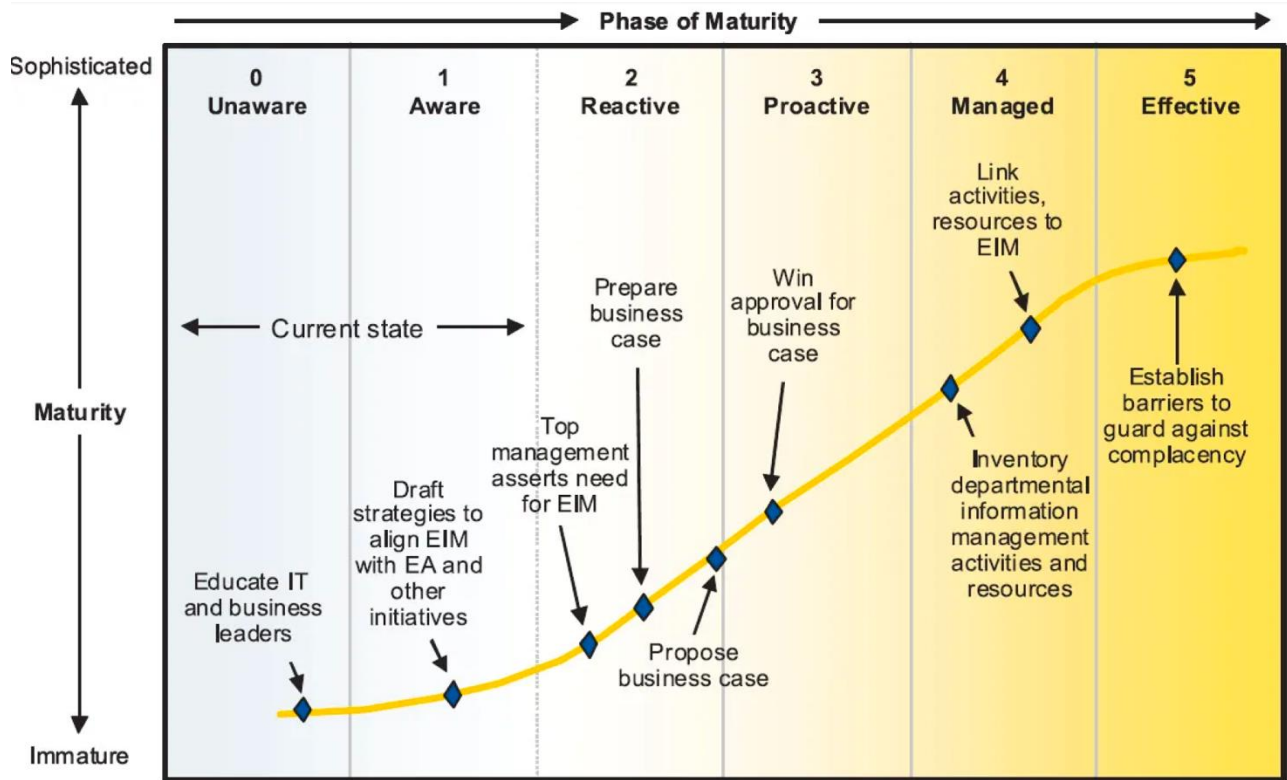 Phase of Maturity
Sophisticated
Maturity
Immature
0
Unaware
1
Aware
2
Reactive
3
Proactive
4
Managed
5
Effective
Current state
Educate IT
and business
leaders
Draft
strategies to
align EIM
with EA and
other
initiatives
Top
management
asserts need
for EIM
Prepare
business
case
Propose
business case
Win
approval for
business
case
Inventory
departmental
information
management
activities and
resources
Link
activities,
resources to
EIM
Establish
barriers to
guard against
complacency